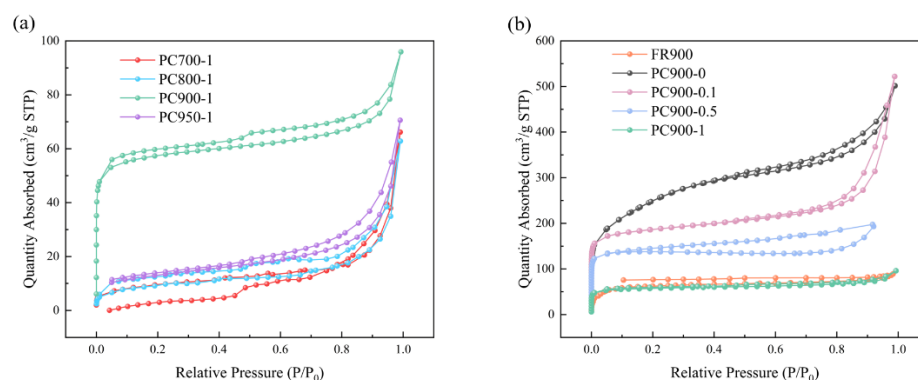 (a)
100
80
60
40
20
0
Quantity Absorbed (cm³/g STP)
PC700-1
PC800-1
PC900-1
PC950-1
0.0 0.2 0.4 0.6 0.8 1.0
Relative Pressure (P/P₀)
(b)
600
500
400
300
200
100
0
Quantity Absorbed (cm³/g STP)
FR900
PC900-0
PC900-0.1
PC900-0.5
PC900-1
0.0 0.2 0.4 0.6 0.8 1.0
Relative Pressure (P/P₀)